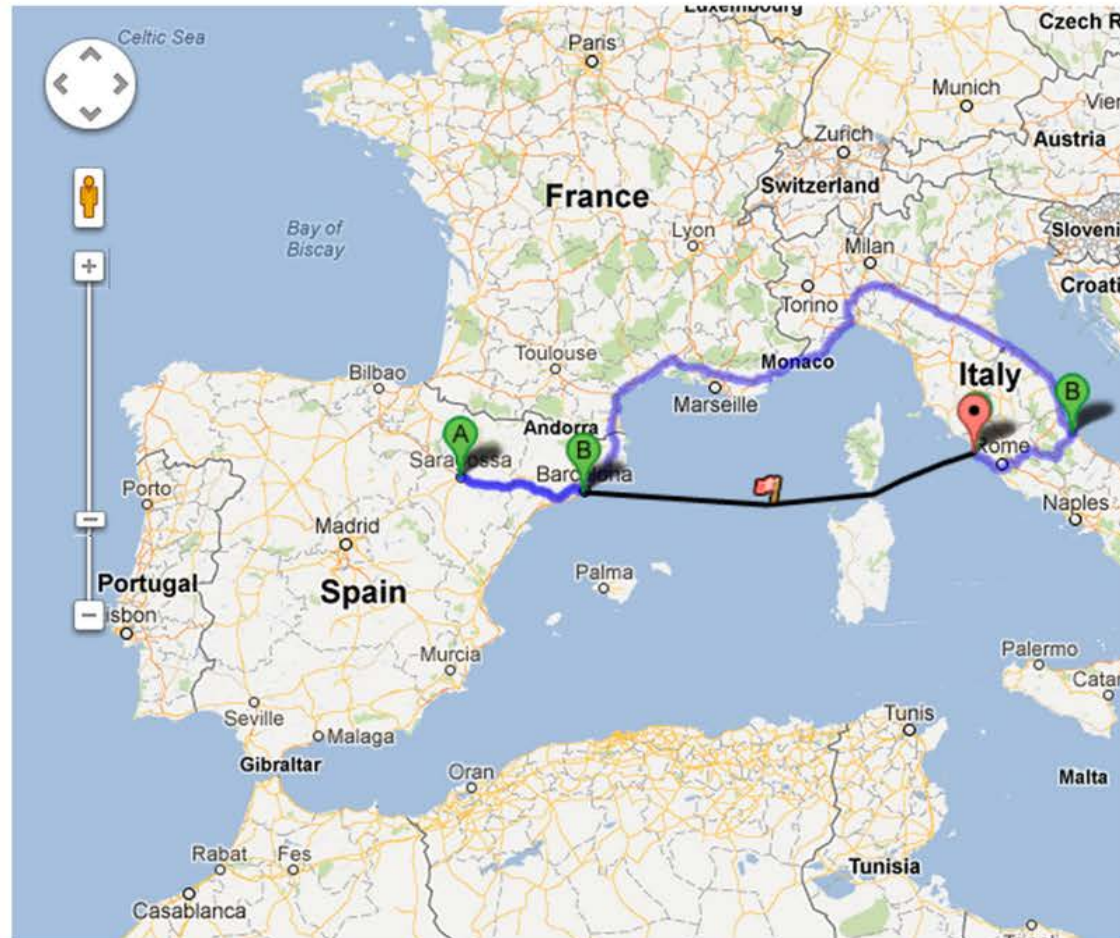 Luxembourg
Celtic Sea
Czech R
Paris
Munich
Vien
Zurich
Austria
Switzerland
France
Bay of
Biscay
Lyon
Sloveni
Milan
Croati
Torino
Monaco
Toulouse
Bilbao
Marseille
Italy
B
A
Andorra
B
Saragossa
Barcelona
Rome
Porto
Naples
Madrid
Palma
Portugal
Spain
isbon
Murcia
Palermo
Catan
Seville
Malaga
Tunis
Gibraltar
Oran
Malta
Rabat
Fes
Tunisia
Casablanca